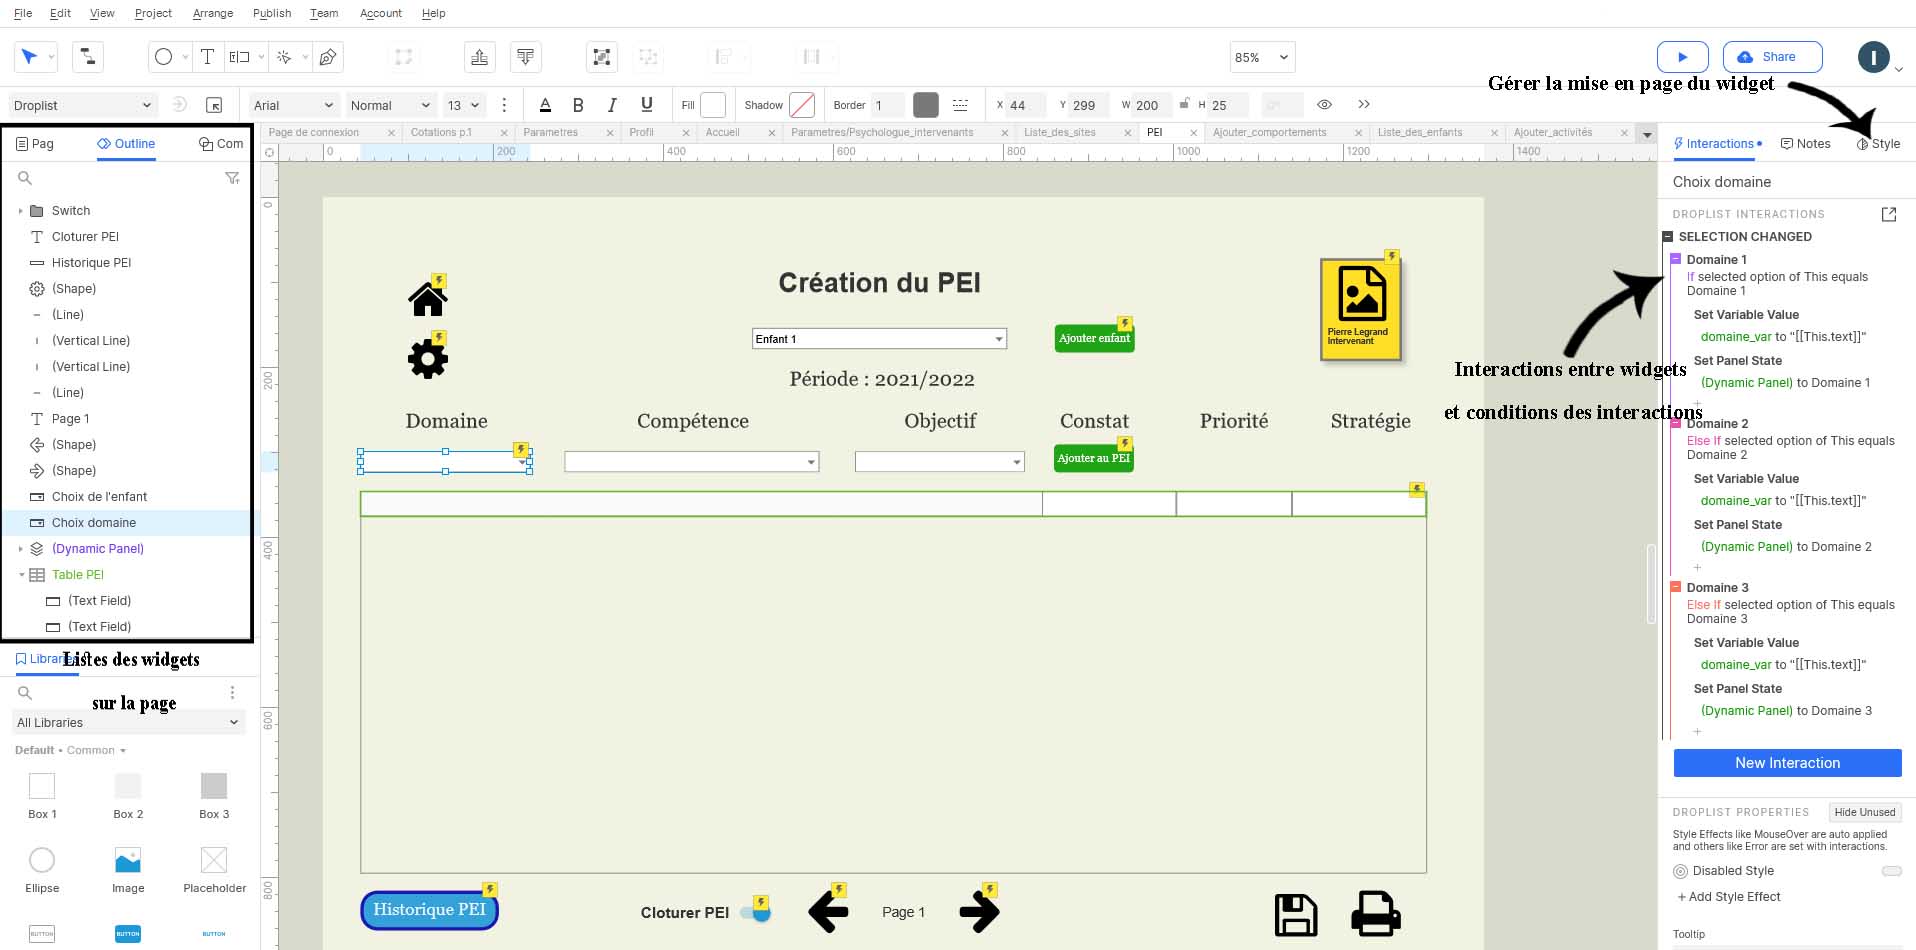 File Edit View Project Arrange Publish Team Account Help
85%
Share
I
Gérer la mise en page du widget
Droplist Arial Normal 13 A B I U Fill Shadow Border 1 X 44 Y 299 W 200 H 25 0°
Page de connexion Cotations p.1 Parametres Profil Accueil Parametres/Psychologue_intervenants Liste_des_sites PEI Ajouter_comportements Liste_des_enfants Ajouter_activités
Pag Outline Com
0 200 400 600 800 1000 1200 1400
Switch
Cloturer PEI
Historique PEI
(Shape)
(Line)
(Vertical Line)
(Vertical Line)
(Line)
Page 1
(Shape)
(Shape)
Choix de l'enfant
Choix domaine
(Dynamic Panel)
Table PEI
(Text Field)
(Text Field)
Libraries
Listes des widgets
sur la page
All Libraries
Default • Common
Box 1 Box 2 Box 3
Ellipse Image Placeholder
BUTTON BUTTON BUTTON
0
200
400
600
800
Création du PEI
Enfant 1
Ajouter enfant
Pierre Legrand
Intervenant
Période : 2021/2022
Domaine Compétence Objectif Constat Priorité Stratégie
Ajouter au PEI
Historique PEI Cloturer PEI Page 1
Interactions entre widgets
et conditions des interactions
Interactions Notes Style
Choix domaine
DROPLIST INTERACTIONS
SELECTION CHANGED
Domaine 1
If selected option of This equals
Domaine 1
Set Variable Value
domaine_var to "[[This.text]]"
Set Panel State
(Dynamic Panel) to Domaine 1
Domaine 2
Else If selected option of This equals
Domaine 2
Set Variable Value
domaine_var to "[[This.text]]"
Set Panel State
(Dynamic Panel) to Domaine 2
Domaine 3
Else If selected option of This equals
Domaine 3
Set Variable Value
domaine_var to "[[This.text]]"
Set Panel State
(Dynamic Panel) to Domaine 3
New Interaction
DROPLIST PROPERTIES Hide Unused
Style Effects like MouseOver are auto applied
and others like Error are set with interactions.
Disabled Style
+ Add Style Effect
Tooltip